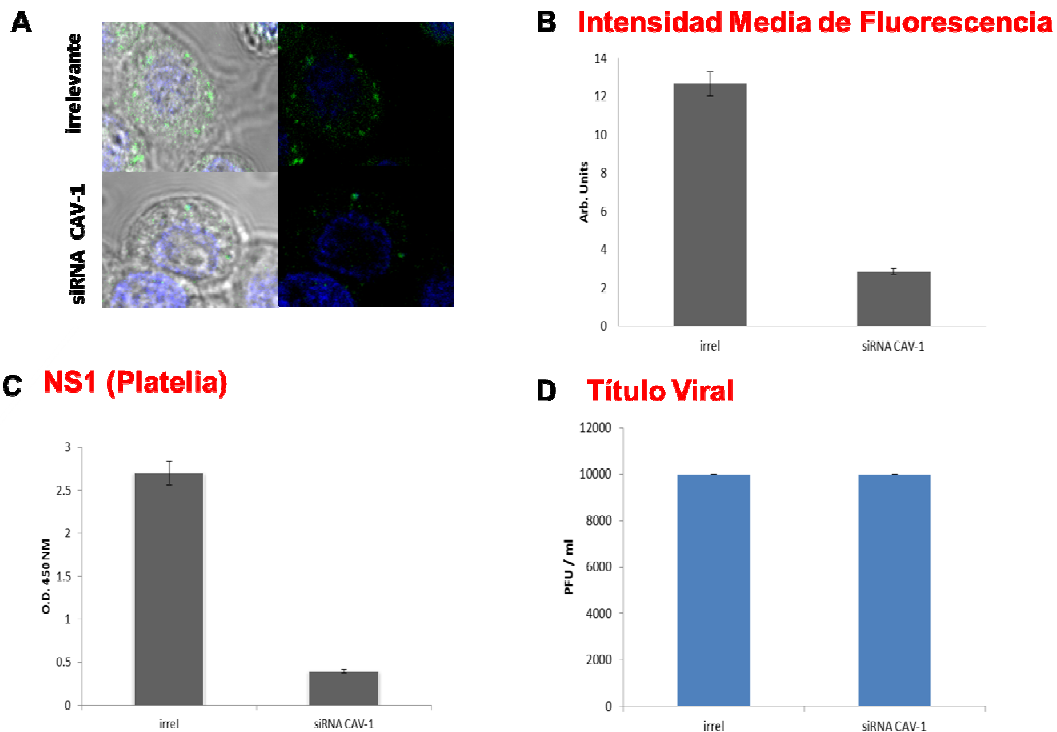 A
irrelevante
siRNA CAV-1
B Intensidad Media de Fluorescencia
Arb. Units
14
12
10
8
6
4
2
0
irrel
siRNA CAV-1
C NS1 (Platelia)
O.D. 450 NM
3
2.5
2
1.5
1
0.5
0
irrel
siRNA CAV-1
D Título Viral
PFU / ml
12000
10000
8000
6000
4000
2000
0
irrel
siRNA CAV-1